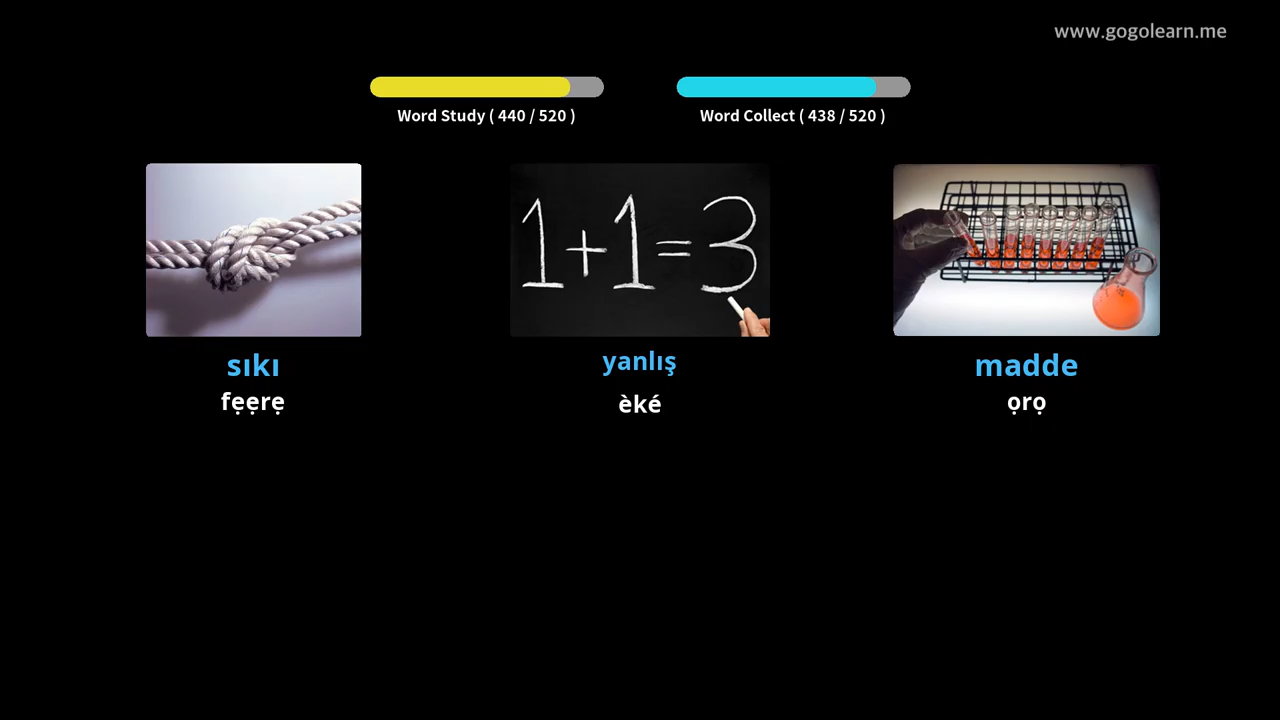 www.gogolearn.me
Word Study ( 440 / 520 )
Word Collect ( 438 / 520 )
1+1=3
sıkı
yanlış
madde
fẹẹrẹ
èké
ọrọ